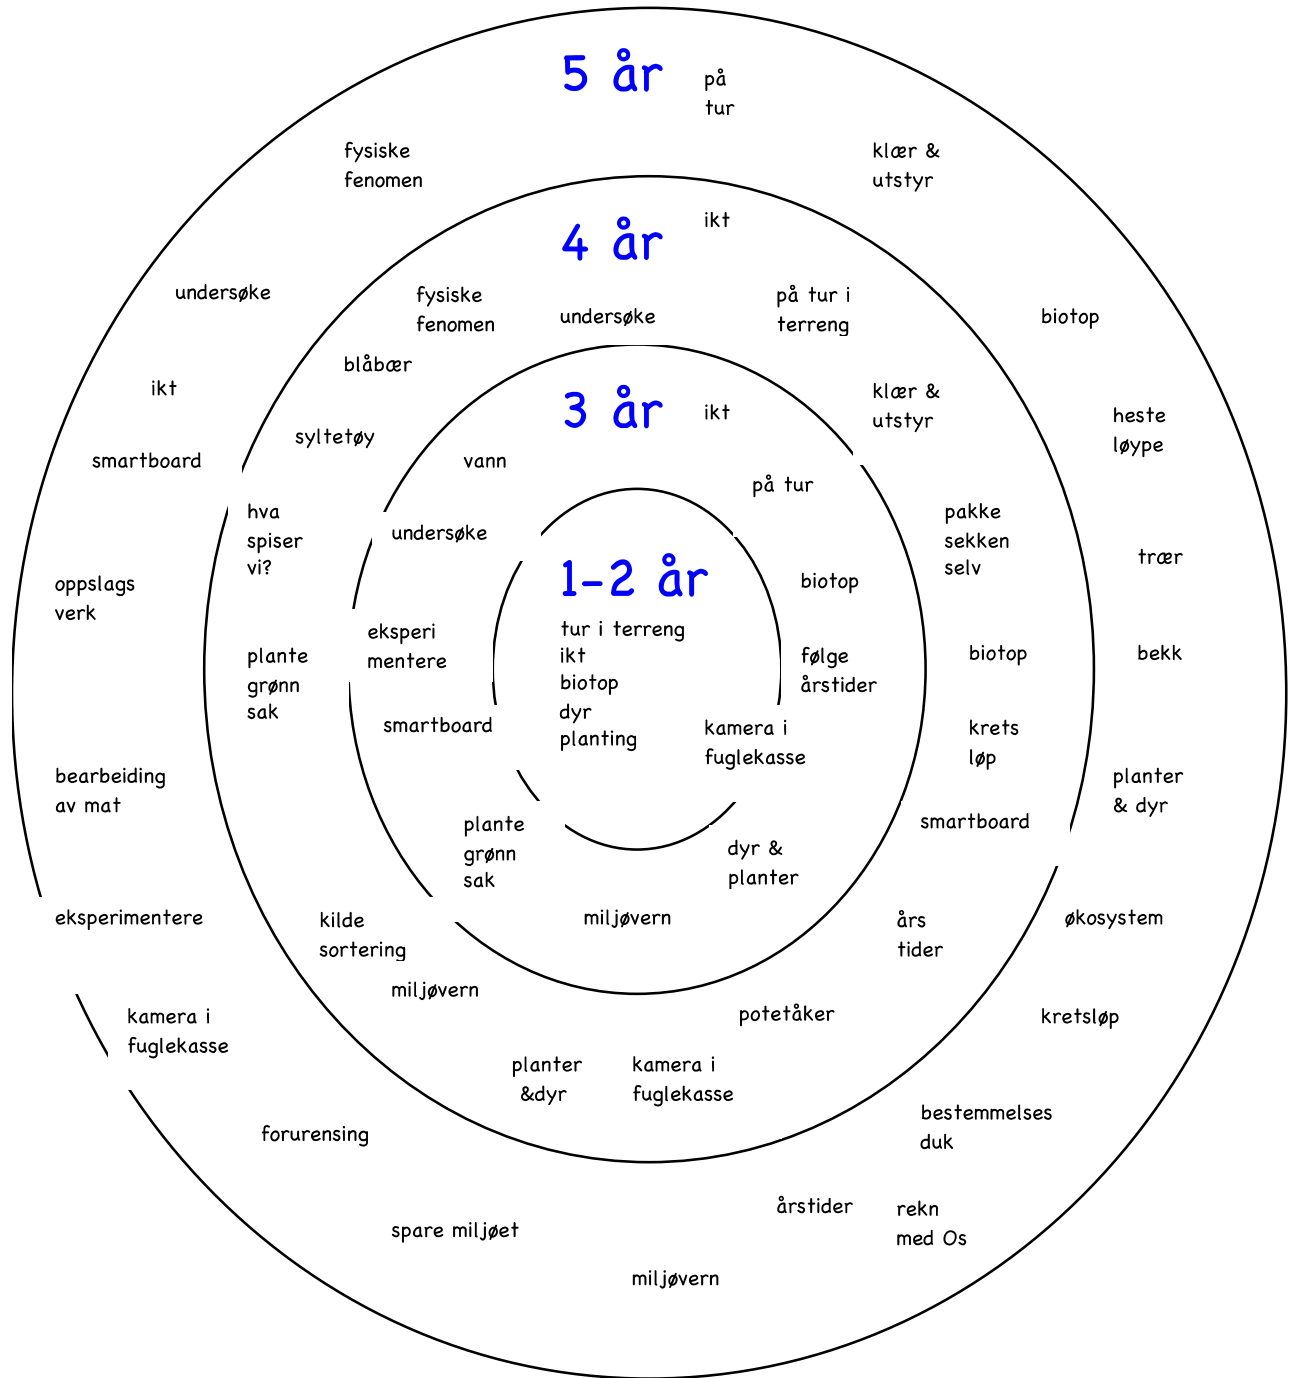 5 år
på
tur
fysiske
fenomen
klær &
utstyr
undersøke
biotop
ikt
heste
løype
smartboard
trær
oppslags
verk
bekk
bearbeiding
av mat
planter
& dyr
eksperimentere
økosystem
kamera i
fuglekasse
kretsløp
forurensing
bestemmelses
duk
årstider
rekn
med Os
spare miljøet
miljøvern
4 år
ikt
fysiske
fenomen
undersøke
på tur i
terreng
blåbær
klær &
utstyr
syltetøy
hva
spiser
vi?
pakke
sekken
selv
plante
grønn
sak
biotop
krets
løp
smartboard
kilde
sortering
års
tider
miljøvern
potetåker
planter
&dyr
kamera i
fuglekasse
3 år
ikt
vann
på tur
undersøke
biotop
eksperi
mentere
følge
årstider
smartboard
kamera i
fuglekasse
plante
grønn
sak
dyr &
planter
miljøvern
1-2 år
tur i terreng
ikt
biotop
dyr
planting